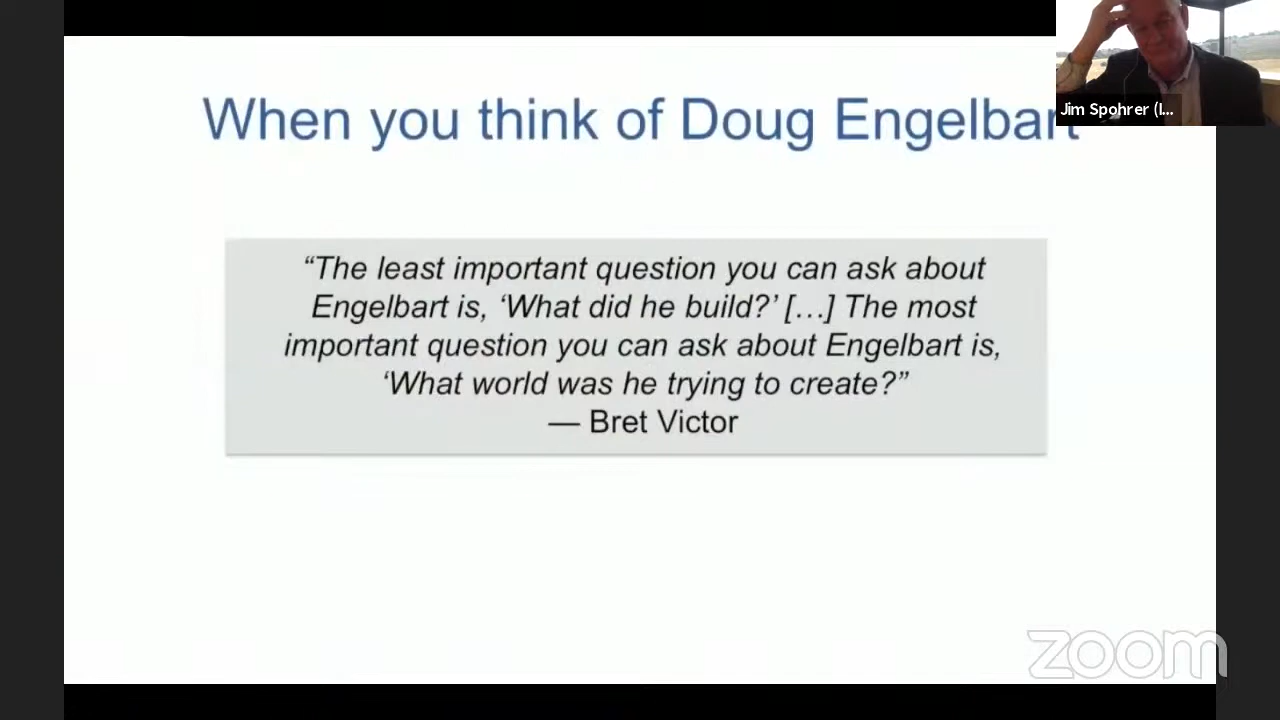 When you think of Doug Engelbart
Jim Spohrer (I...
“The least important question you can ask about
Engelbart is, ‘What did he build?’ [...] The most
important question you can ask about Engelbart is,
‘What world was he trying to create?”
— Bret Victor
zoom